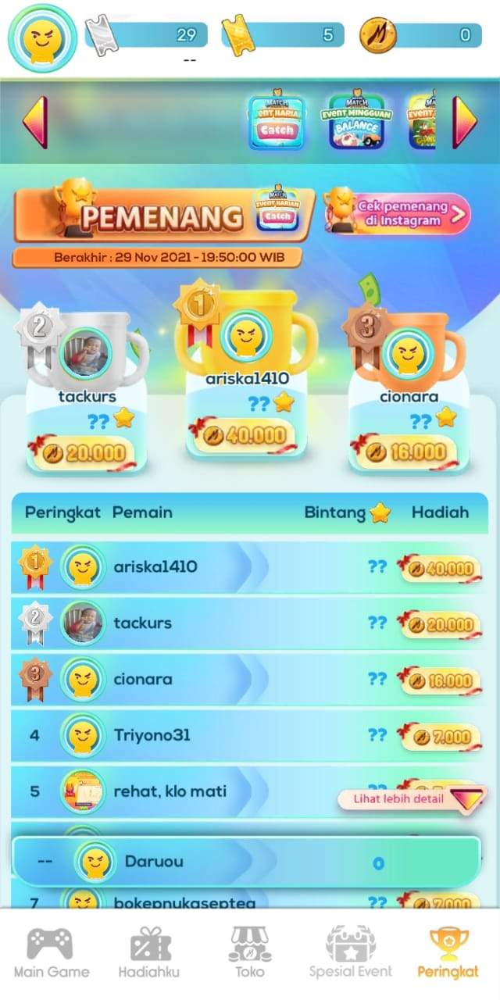 29
5
0
--
MATCH
EVENT HARIAN
Catch
MATCH
EVENT MINGGUAN
BALANCE
PEMENANG
EVENT HARIAN
Catch
Cek pemenang
di Instagram
Berakhir : 29 Nov 2021 - 19:50:00 WIB
2
1
3
tackurs
ariska1410
cionara
??
??
??
20.000
40.000
16.000
Peringkat Pemain Bintang Hadiah
1 ariska1410 ?? 40.000
2 tackurs ?? 20.000
3 cionara ?? 16.000
4 Triyono31 ?? 7.000
5 rehat, klo mati ??
Lihat lebih detail
-- Daruou 0
7 bokepnukaseptea ?? 7.000
Main Game Hadiahku Toko Spesial Event Peringkat